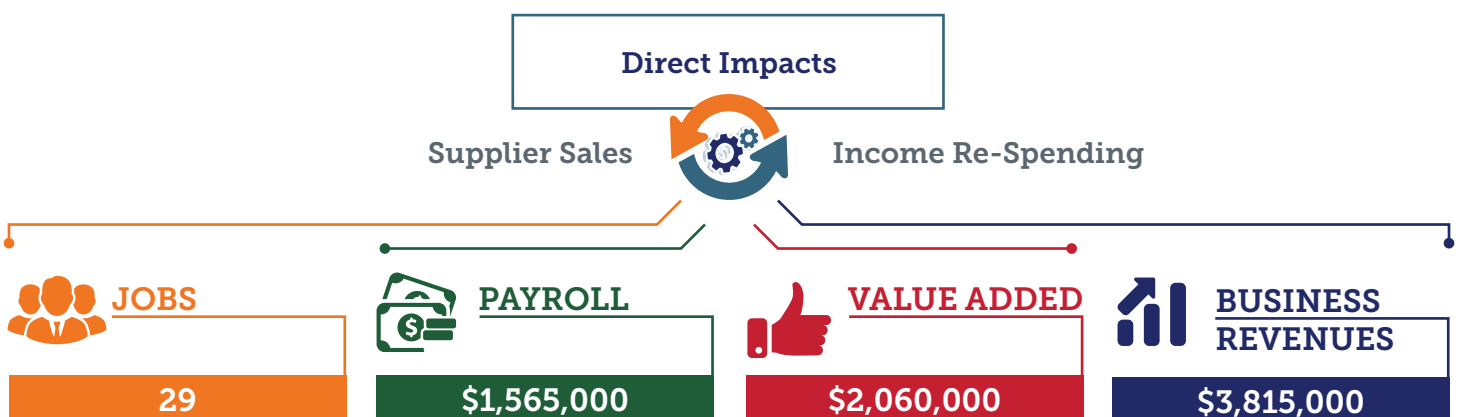 Direct Impacts
Supplier Sales
Income Re-Spending
JOBS
PAYROLL
VALUE ADDED
BUSINESS
REVENUES
29
$1,565,000
$2,060,000
$3,815,000